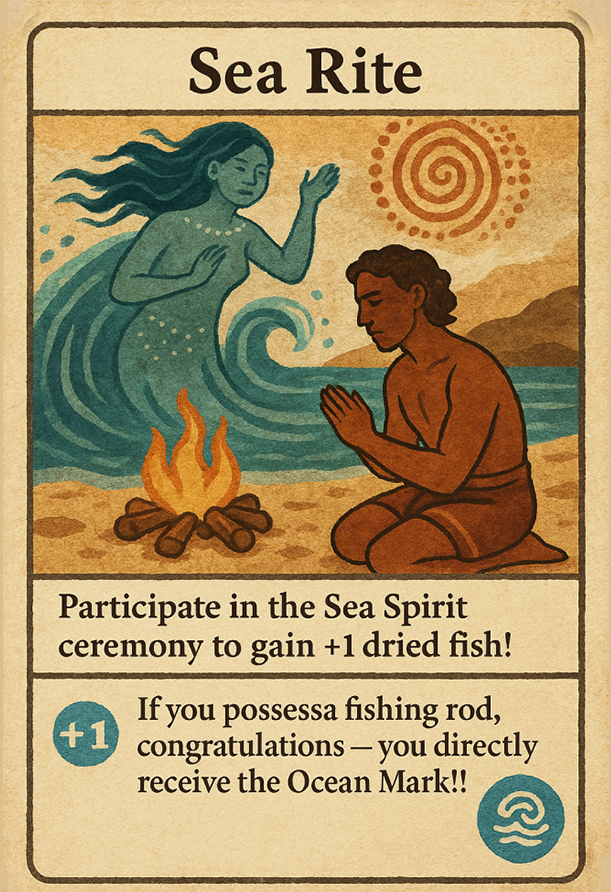 Sea Rite
Participate in the Sea Spirit
ceremony to gain +1 dried fish!
+1
If you possessa fishing rod,
congratulations – you directly
receive the Ocean Mark!!